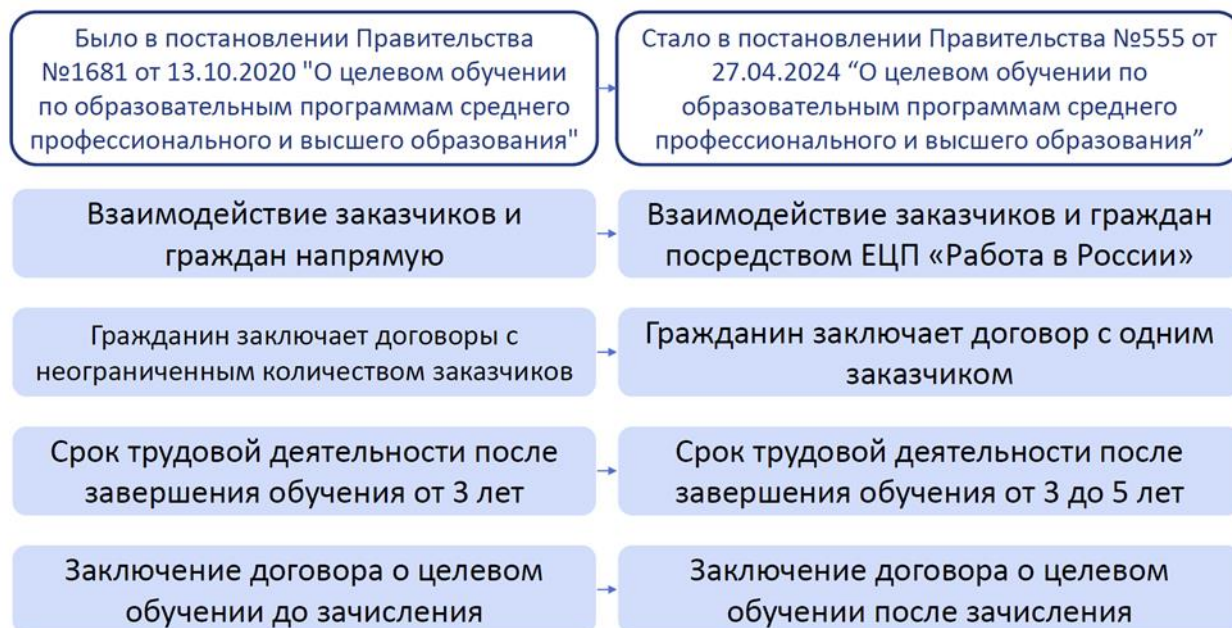 Было в постановлении Правительства
№1681 от 13.10.2020 "О целевом обучении
по образовательным программам среднего
профессионального и высшего образования"
Стало в постановлении Правительства №555 от
27.04.2024 “О целевом обучении по
образовательным программам среднего
профессионального и высшего образования”
Взаимодействие заказчиков и
граждан напрямую
Взаимодействие заказчиков и граждан
посредством ЕЦП «Работа в России»
Гражданин заключает договоры с
неограниченным количеством заказчиков
Гражданин заключает договор с одним
заказчиком
Срок трудовой деятельности после
завершения обучения от 3 лет
Срок трудовой деятельности после
завершения обучения от 3 до 5 лет
Заключение договора о целевом
обучении до зачисления
Заключение договора о целевом
обучении после зачисления